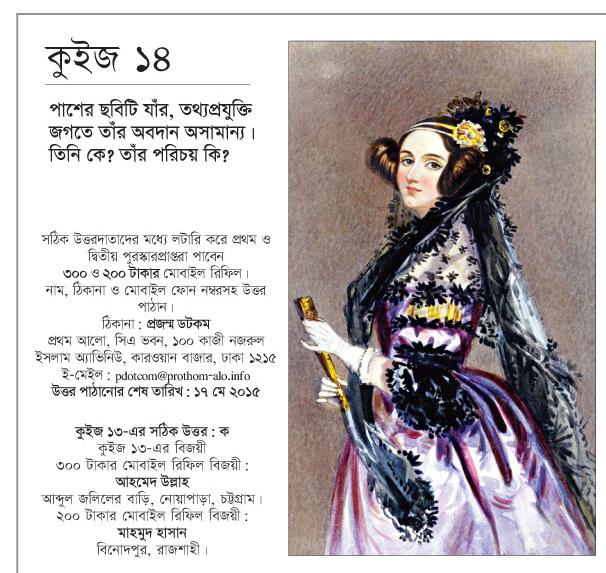 কুইজ ১৪
পাশের ছবিটি যাঁর, তথ্যপ্রযুক্তি
জগতে তাঁর অবদান অসামান্য।
তিনি কে? তাঁর পরিচয় কি?
সঠিক উত্তরদাতাদের মধ্যে লটারি করে প্রথম ও
দ্বিতীয় পুরস্কারপ্রাপ্তরা পাবেন
৩০০ ও ২০০ টাকার মোবাইল রিফিল।
নাম, ঠিকানা ও মোবাইল ফোন নম্বরসহ উত্তর
পাঠান।
ঠিকানা : প্রজন্ম ডটকম
প্রথম আলো, সিএ ভবন, ১০০ কাজী নজরুল
ইসলাম অ্যাভিনিউ, কারওয়ান বাজার, ঢাকা ১২১৫
ই-মেইল : pdotcom@prothom-alo.info
উত্তর পাঠানোর শেষ তারিখ : ১৭ মে ২০১৫
কুইজ ১৩-এর সঠিক উত্তর : ক
কুইজ ১৩-এর বিজয়ী
৩০০ টাকার মোবাইল রিফিল বিজয়ী :
আহমেদ উল্লাহ
আব্দুল জলিলের বাড়ি, নোয়াপাড়া, চট্টগ্রাম।
২০০ টাকার মোবাইল রিফিল বিজয়ী :
মাহমুদ হাসান
বিনোদপুর, রাজশাহী।